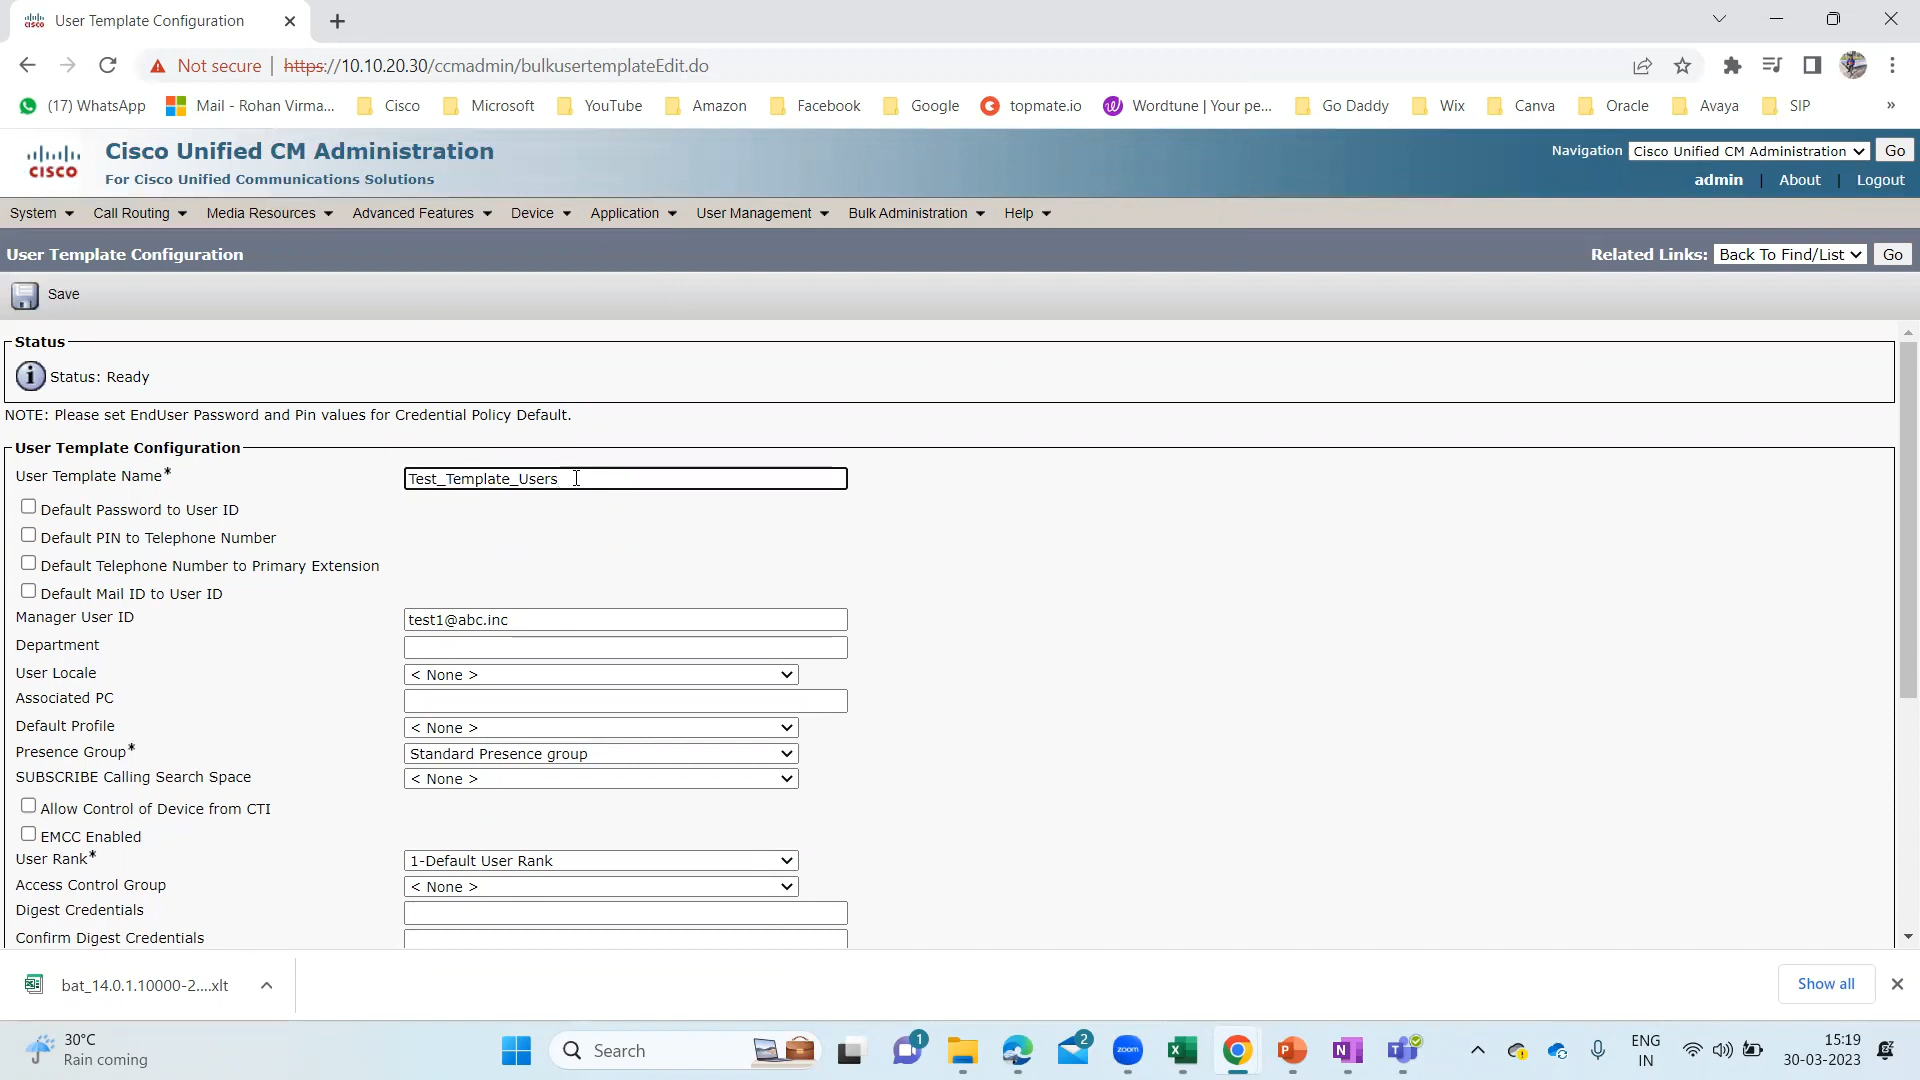 User Template Configuration
Not secure | https://10.10.20.30/ccmadmin/bulkusertemplateEdit.do
(17) WhatsApp Mail - Rohan Virma... Cisco Microsoft YouTube Amazon Facebook Google topmate.io Wordtune | Your pe... Go Daddy Wix Canva Oracle Avaya SIP »
cisco
Cisco Unified CM Administration
For Cisco Unified Communications Solutions
Navigation Cisco Unified CM Administration Go
admin | About | Logout
System Call Routing Media Resources Advanced Features Device Application User Management Bulk Administration Help
User Template Configuration Related Links: Back To Find/List Go
Save
Status
Status: Ready
NOTE: Please set EndUser Password and Pin values for Credential Policy Default.
User Template Configuration
User Template Name* Test_Template_Users
Default Password to User ID
Default PIN to Telephone Number
Default Telephone Number to Primary Extension
Default Mail ID to User ID
Manager User ID test1@abc.inc
Department
User Locale < None >
Associated PC
Default Profile < None >
Presence Group* Standard Presence group
SUBSCRIBE Calling Search Space < None >
Allow Control of Device from CTI
EMCC Enabled
User Rank* 1-Default User Rank
Access Control Group < None >
Digest Credentials
Confirm Digest Credentials
bat_14.0.1.10000-2....xlt
Show all
30°C
Rain coming
Search
1
2
zoom
ENG
IN
15:19
30-03-2023